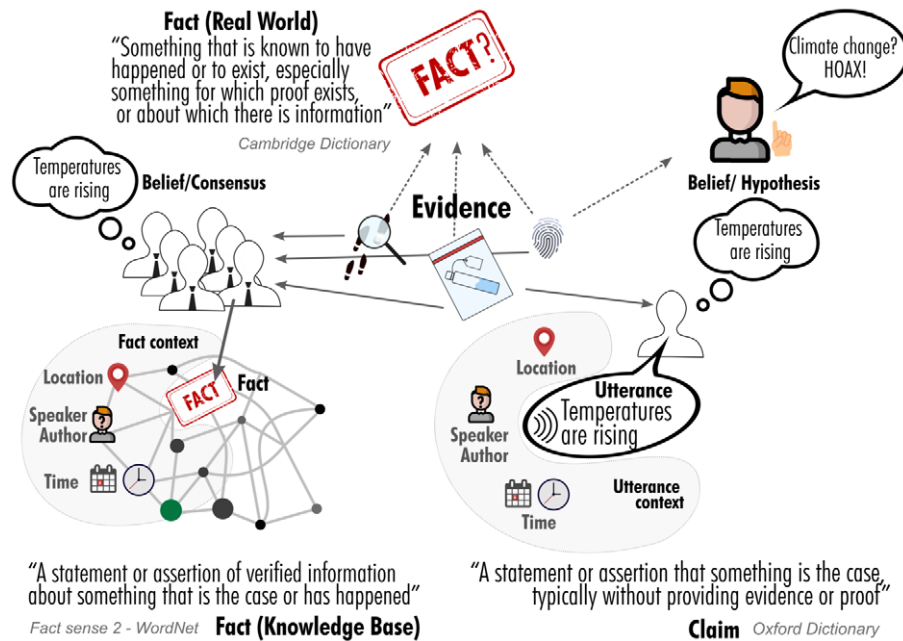 Fact (Real World)
“Something that is known to have
happened or to exist, especially
something for which proof exists,
or about which there is information”
Cambridge Dictionary
FACT?
Climate change?
HOAX!
Temperatures
are rising
Belief/Consensus
Evidence
Belief/ Hypothesis
Temperatures
are rising
Fact context
Location
Fact
FACT
Speaker
Author
Time
Location
Utterance
Temperatures
are rising
Speaker
Author
Utterance
context
Time
“A statement or assertion of verified information
about something that is the case or has happened”
Fact sense 2 - WordNet
Fact (Knowledge Base)
“A statement or assertion that something is the case,
typically without providing evidence or proof”
Claim
Oxford Dictionary